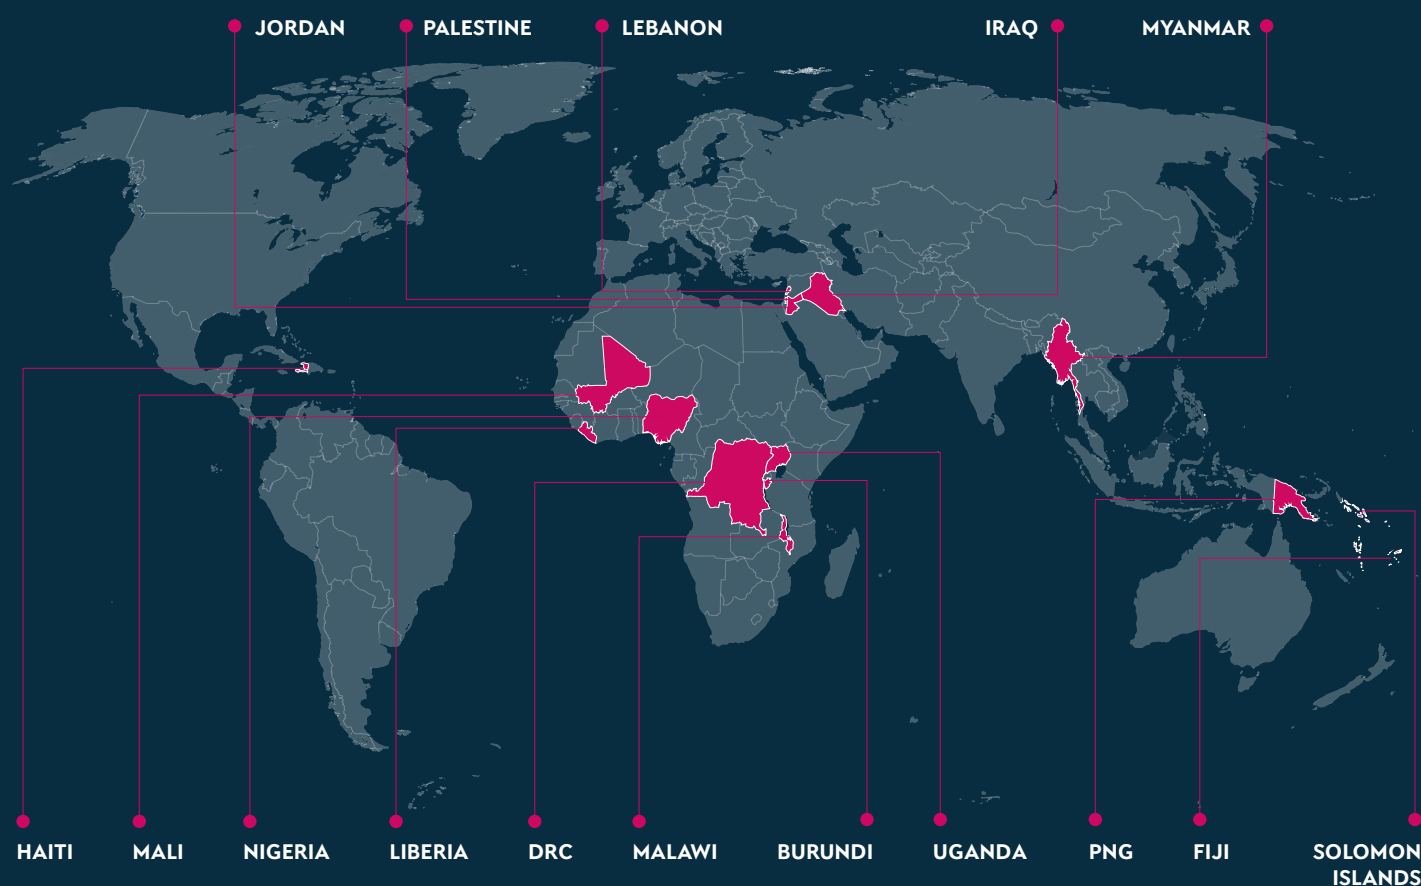 JORDAN
PALESTINE
LEBANON
IRAQ
MYANMAR
HAITI
MALI
NIGERIA
LIBERIA
DRC
MALAWI
BURUNDI
UGANDA
PNG
FIJI
SOLOMON
ISLANDS